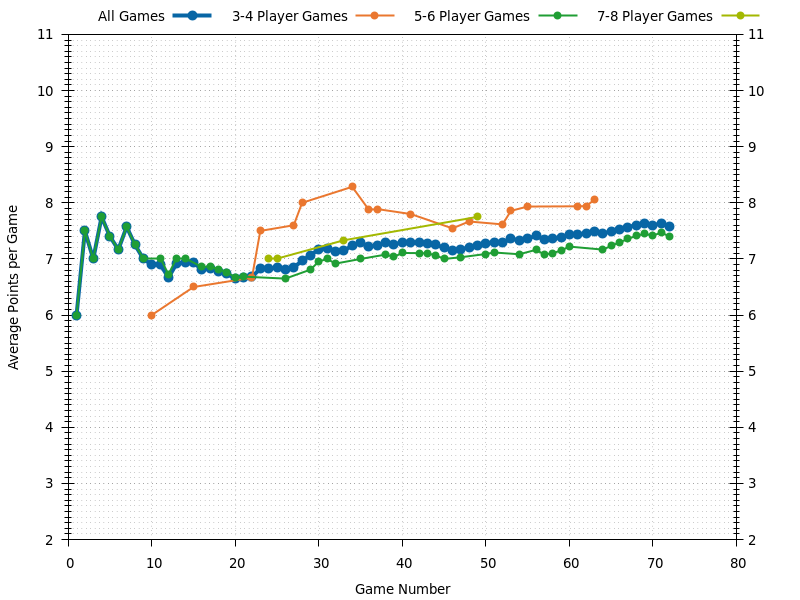 All Games 3-4 Player Games 5-6 Player Games 7-8 Player Games
11 11
10 10
9 9
8 8
7 7
6 6
5 5
4 4
3 3
2 2
0 10 20 30 40 50 60 70 80
Average Points per Game
Game Number